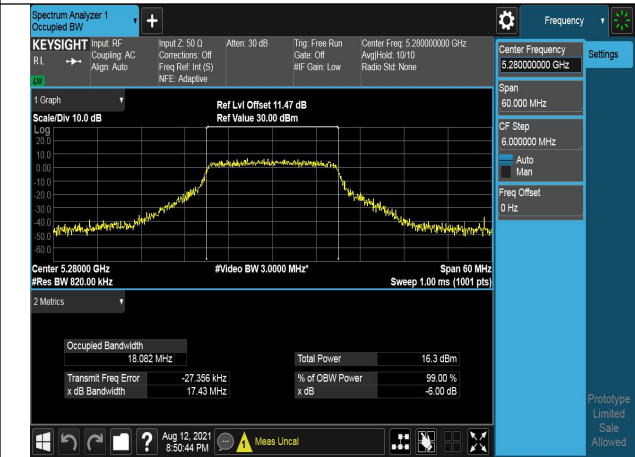 Spectrum Analyzer 1
Occupied BW
Frequency
KEYSIGHT
RL
LW
Input: RF
Coupling: AC
Align: Auto
Input Z: 50 Ω
Corrections: Off
Freq Ref: Int (S)
NFE: Adaptive
Atten: 30 dB
Trig: Free Run
Gate: Off
#IF Gain: Low
Center Freq: 5.280000000 GHz
Avg|Hold: 10/10
Radio Std: None
Center Frequency
5.280000000 GHz
Settings
Span
60.000 MHz
CF Step
6.000000 MHz
Auto
Man
Freq Offset
0 Hz
1 Graph
Scale/Div 10.0 dB
Ref Lvl Offset 11.47 dB
Ref Value 30.00 dBm
Log
20.0
10.0
0.00
-10.0
-20.0
-30.0
-40.0
-50.0
-60.0
Center 5.28000 GHz
#Res BW 820.00 kHz
#Video BW 3.0000 MHz*
Span 60 MHz
Sweep 1.00 ms (1001 pts)
2 Metrics
Occupied Bandwidth
18.082 MHz
Total Power 16.3 dBm
Transmit Freq Error -27.356 kHz
% of OBW Power 99.00 %
x dB Bandwidth 17.43 MHz
x dB -6.00 dB
Prototype
Limited
Sale
Allowed
?
Aug 12, 2021
8:50:44 PM
Meas Uncal